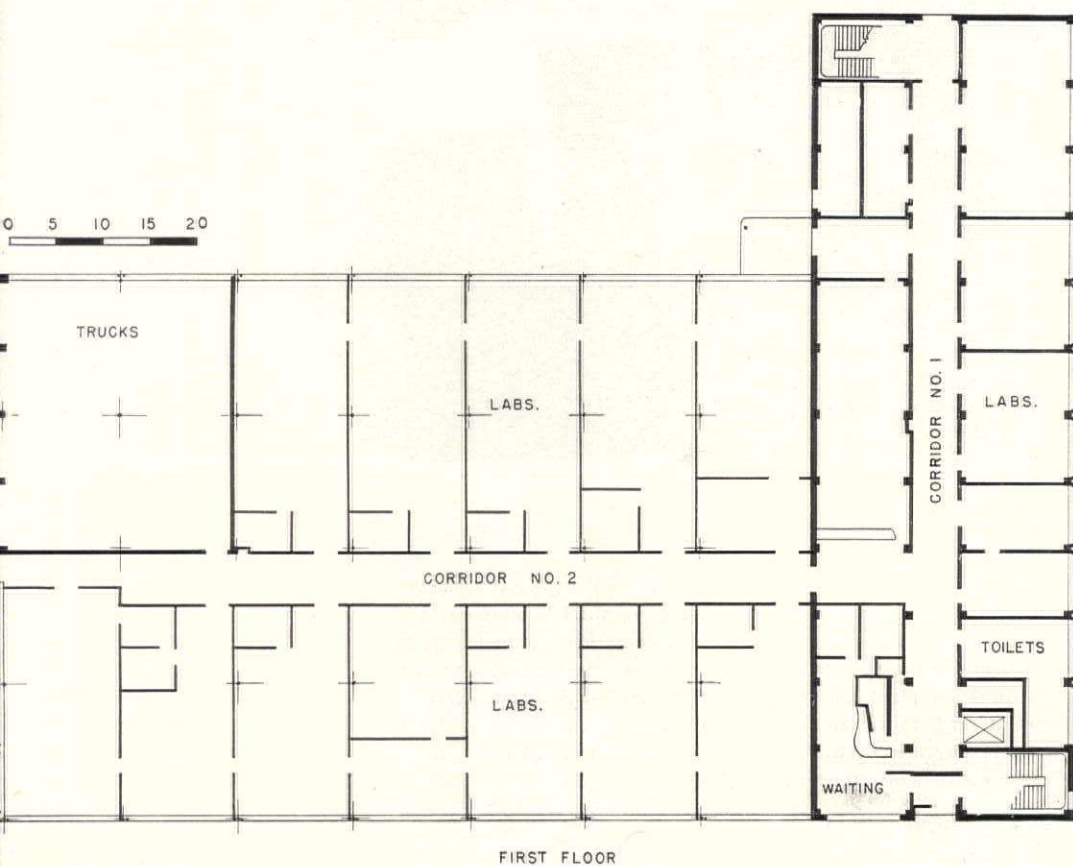 0 5 10 15 20
TRUCKS
LABS.
CORRIDOR NO. 1
LABS.
CORRIDOR NO. 2
TOILETS
LABS.
WAITING
FIRST FLOOR